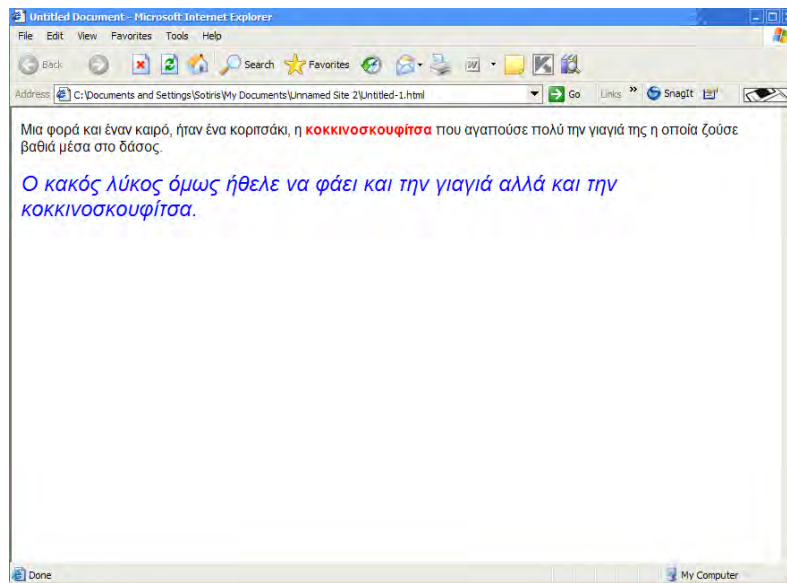 Untitled Document - Microsoft Internet Explorer
File Edit View Favorites Tools Help
Back Search Favorites
Address C:\Documents and Settings\Sotiris\My Documents\Unnamed Site 2\Untitled-1.html Go Links » SnagIt
Μια φορά και έναν καιρό, ήταν ένα κοριτσάκι, η κοκκινοσκουφίτσα που αγαπούσε πολύ την γιαγιά της η οποία ζούσε
βαθιά μέσα στο δάσος.
Ο κακός λύκος όμως ήθελε να φάει και την γιαγιά αλλά και την
κοκκινοσκουφίτσα.
Done My Computer